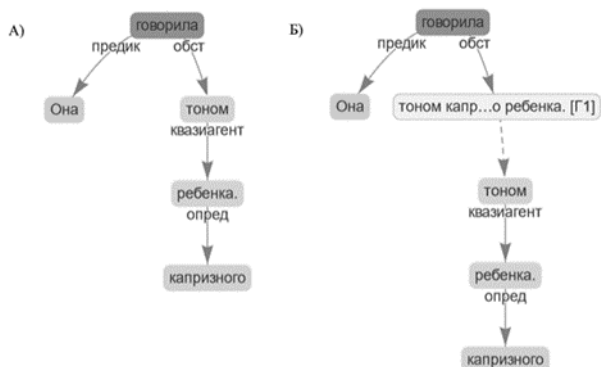 А)
говорила
предик обст
Она
тоном
квазиагент
ребенка.
опред
капризного
Б)
говорила
предик обст
Она
тоном капр...о ребенка. [Г1]
тоном
квазиагент
ребенка.
опред
капризного